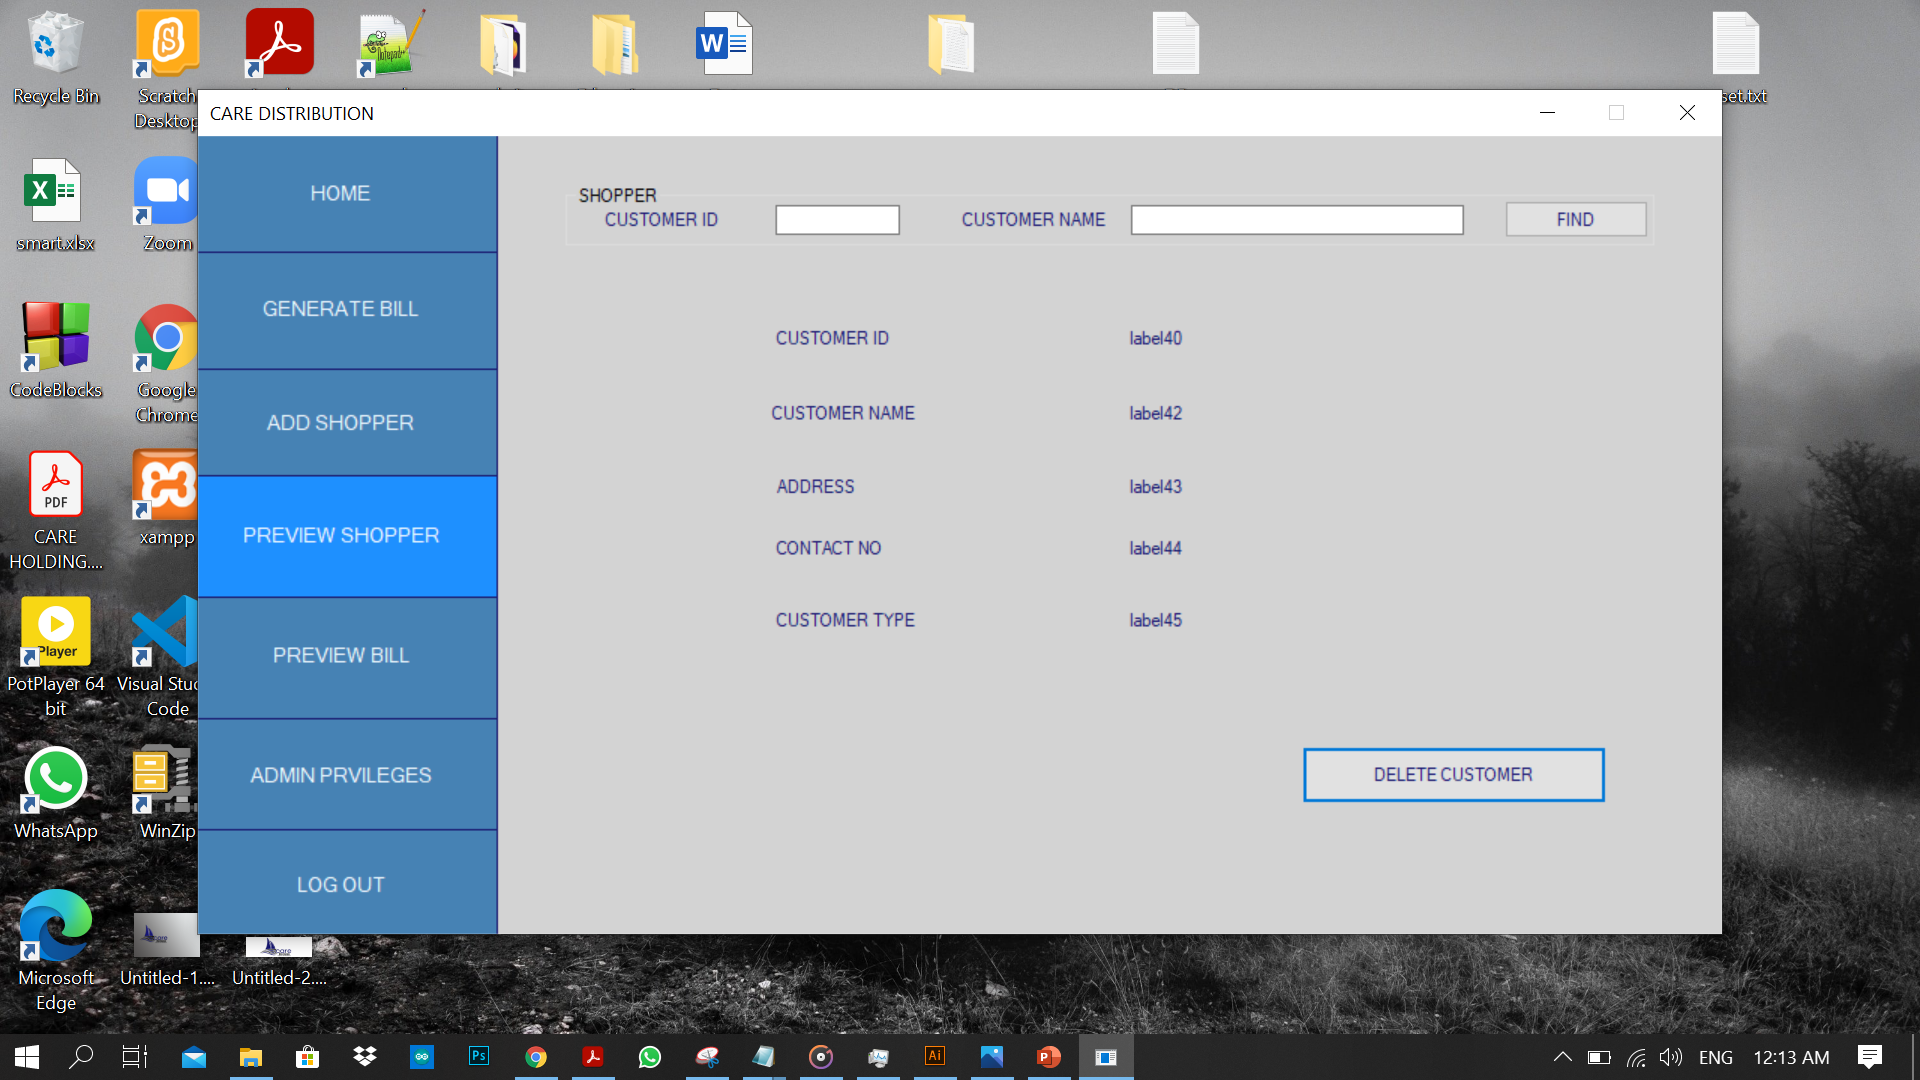 Recycle Bin
Scratch
Desktop
set.txt
smart.xlsx
Zoom
CodeBlocks
Google
Chrome
PDF
CARE
HOLDING....
xampp
Player
PotPlayer 64
bit
Visual Stuc
Code
WhatsApp
WinZip
Microsoft
Edge
Untitled-1....
care
Untitled-2....
CARE DISTRIBUTION
HOME
GENERATE BILL
ADD SHOPPER
PREVIEW SHOPPER
PREVIEW BILL
ADMIN PRVILEGES
LOG OUT
SHOPPER
CUSTOMER ID
CUSTOMER NAME
FIND
CUSTOMER ID label40
CUSTOMER NAME label42
ADDRESS label43
CONTACT NO label44
CUSTOMER TYPE label45
DELETE CUSTOMER
Ps
Ai
P
ENG
12:13 AM